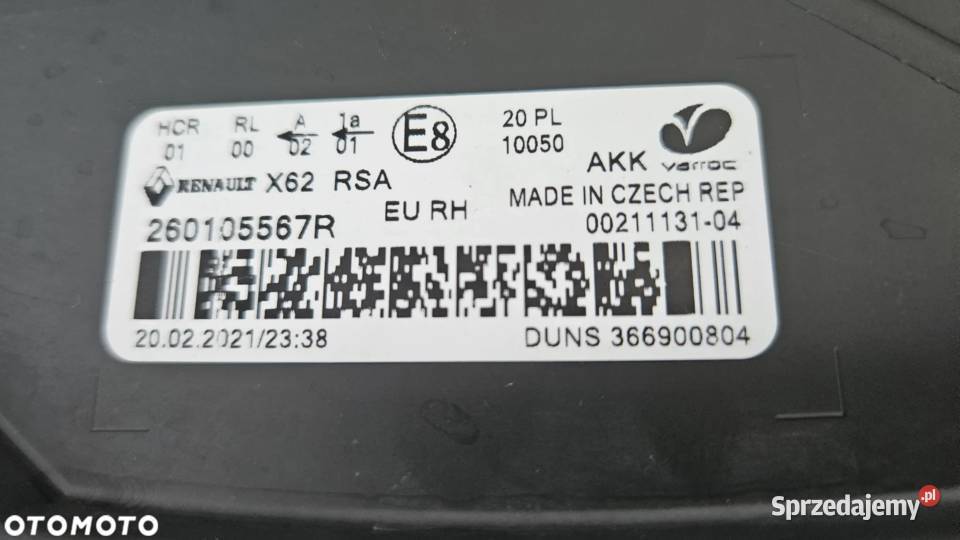 HCR RL A 1a
01 00 02 01
E8
20 PL
10050
AKK varroc
RENAULT X62 RSA
MADE IN CZECH REP
260105567R EU RH 00211131-04
20.02.2021/23:38 DUNS 366900804
OTOMOTO
Sprzedajemy.pl